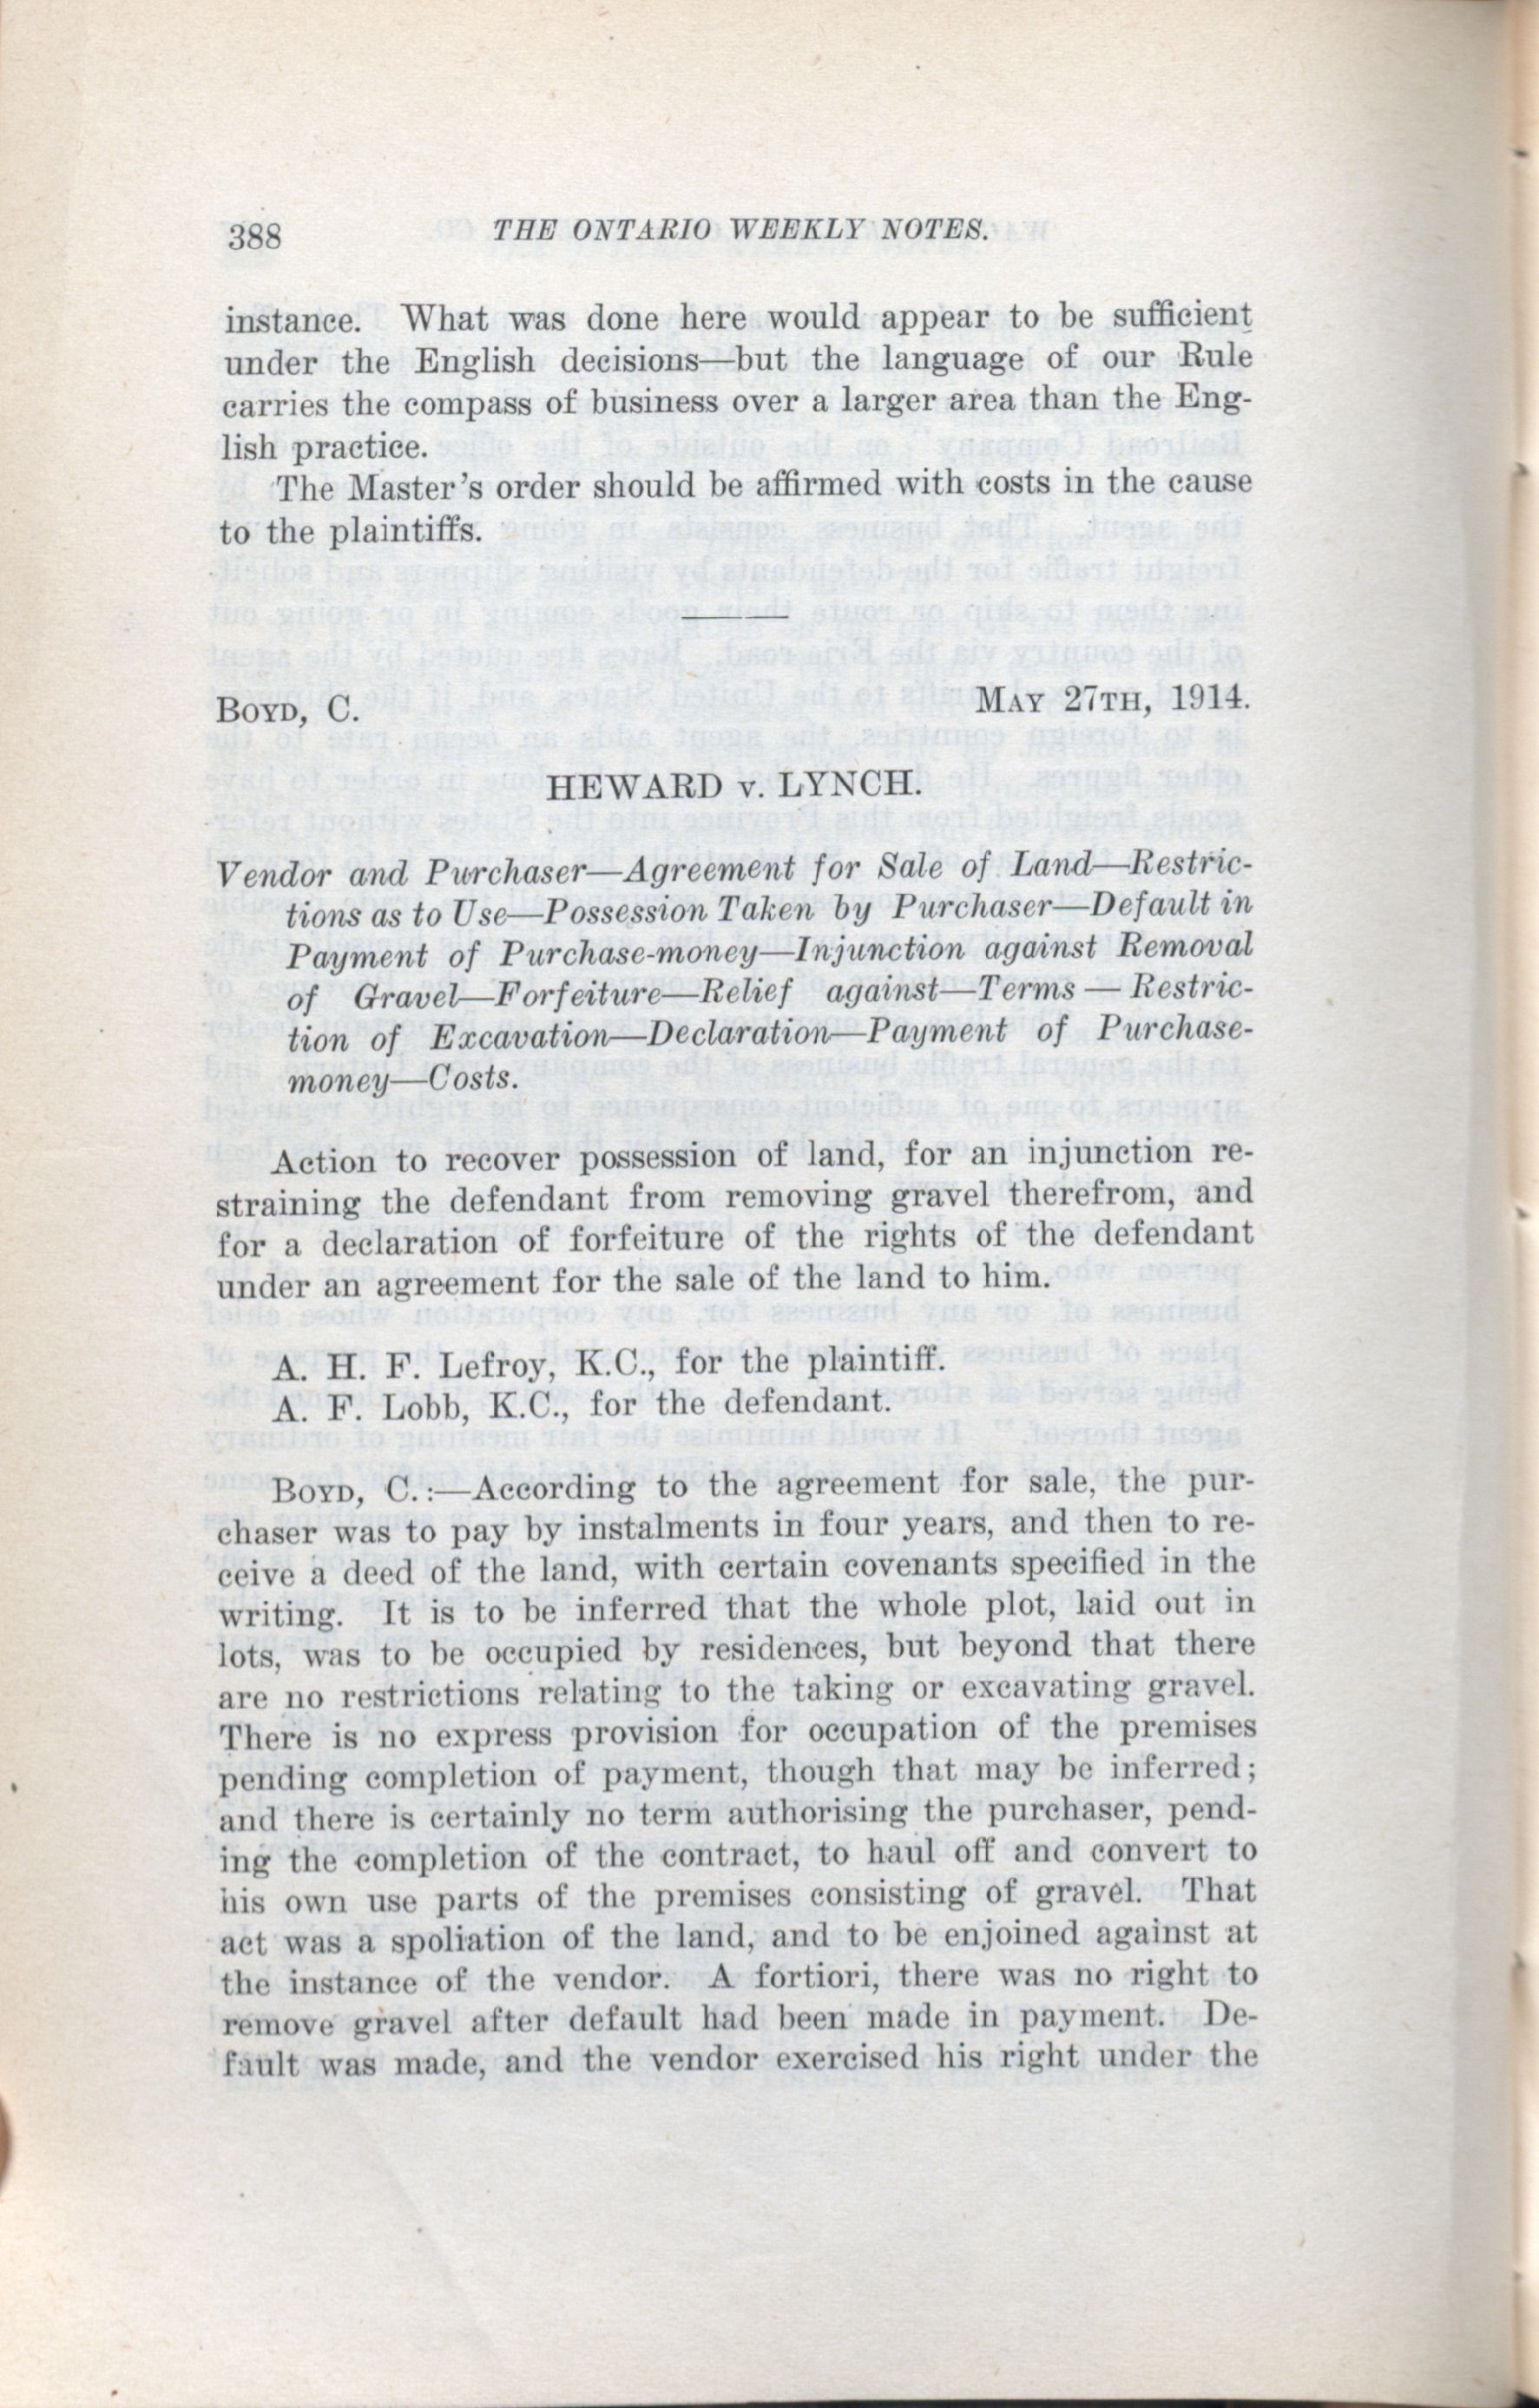 388 THE ONTARIO WEEKLY NOTES.
instance. What was done here would appear to be sufficient
under the English decisions—but the language of our Rule
carries the compass of business over a larger area than the Eng-
lish practice.
The Master's order should be affirmed with costs in the cause
to the plaintiffs.
BOYD, C. MAY 27TH, 1914.
HEWARD v. LYNCH.
Vendor and Purchaser—Agreement for Sale of Land—Restric-
tions as to Use—Possession Taken by Purchaser—Default in
Payment of Purchase-money—Injunction against Removal
of Gravel—Forfeiture—Relief against—Terms — Restric-
tion of Excavation—Declaration—Payment of Purchase-
money—Costs.
Action to recover possession of land, for an injunction re-
straining the defendant from removing gravel therefrom, and
for a declaration of forfeiture of the rights of the defendant
under an agreement for the sale of the land to him.
A. H. F. Lefroy, K.C., for the plaintiff.
A. F. Lobb, K.C., for the defendant.
BOYD, C.:—According to the agreement for sale, the pur-
chaser was to pay by instalments in four years, and then to re-
ceive a deed of the land, with certain covenants specified in the
writing. It is to be inferred that the whole plot, laid out in
lots, was to be occupied by residences, but beyond that there
are no restrictions relating to the taking or excavating gravel.
There is no express provision for occupation of the premises
pending completion of payment, though that may be inferred;
and there is certainly no term authorising the purchaser, pend-
ing the completion of the contract, to haul off and convert to
his own use parts of the premises consisting of gravel. That
act was a spoliation of the land, and to be enjoined against at
the instance of the vendor. A fortiori, there was no right to
remove gravel after default had been made in payment. De-
fault was made, and the vendor exercised his right under the